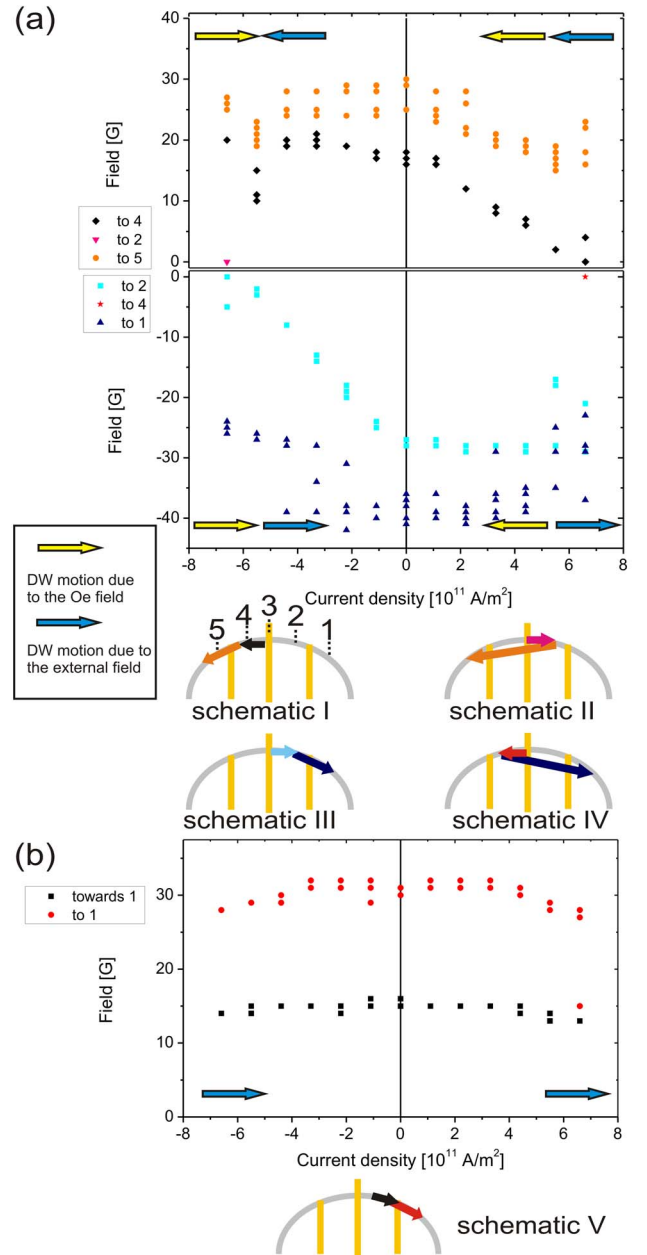 (a)
40
30
20
10
0
Field [G]
to 4
to 2
to 5
to 2
to 4
to 1
0
-10
-20
-30
-40
Field [G]
-8 -6 -4 -2 0 2 4 6 8
Current density [10¹¹ A/m²]
DW motion due
to the Oe field
DW motion due to
the external field
5 4 3 2 1
schematic I
schematic II
schematic III
schematic IV
(b)
towards 1
to 1
30
20
10
0
Field [G]
-8 -6 -4 -2 0 2 4 6 8
Current density [10¹¹ A/m²]
schematic V